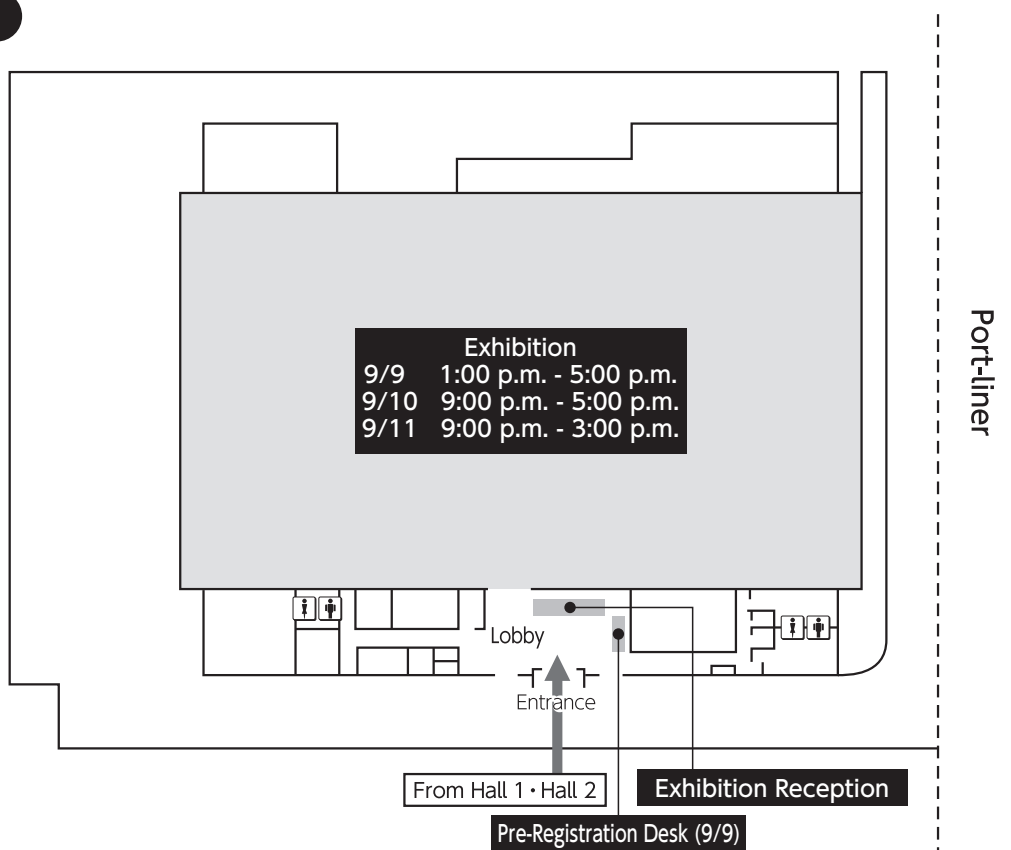 Exhibition
9/9 1:00 p.m. - 5:00 p.m.
9/10 9:00 p.m. - 5:00 p.m.
9/11 9:00 p.m. - 3:00 p.m.
Port-liner
Lobby
Entrance
From Hall 1・Hall 2
Exhibition Reception
Pre-Registration Desk (9/9)